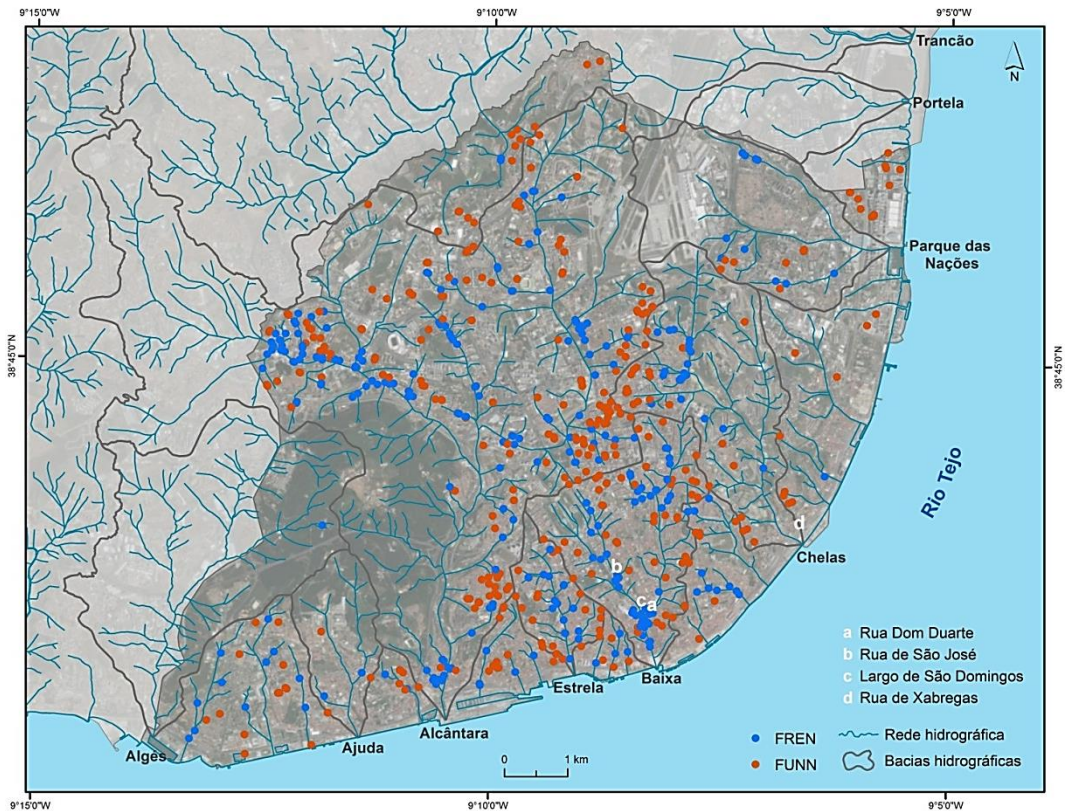 9°15'0"W
9°10'0"W
9°5'0"W
Trancão
N
Portela
Parque das
Nações
38°45'0"N
38°45'0"N
c
Rio Tejo
d
Chelas
b
ca
a Rua Dom Duarte
b Rua de São José
c Largo de São Domingos
d Rua de Xabregas
Baixa
Estrela
Alcântara
Ajuda
Algés
FREN
Rede hidrográfica
FUNN
Bacias hidrográficas
0 1 km
9°15'0"W
9°10'0"W
9°5'0"W